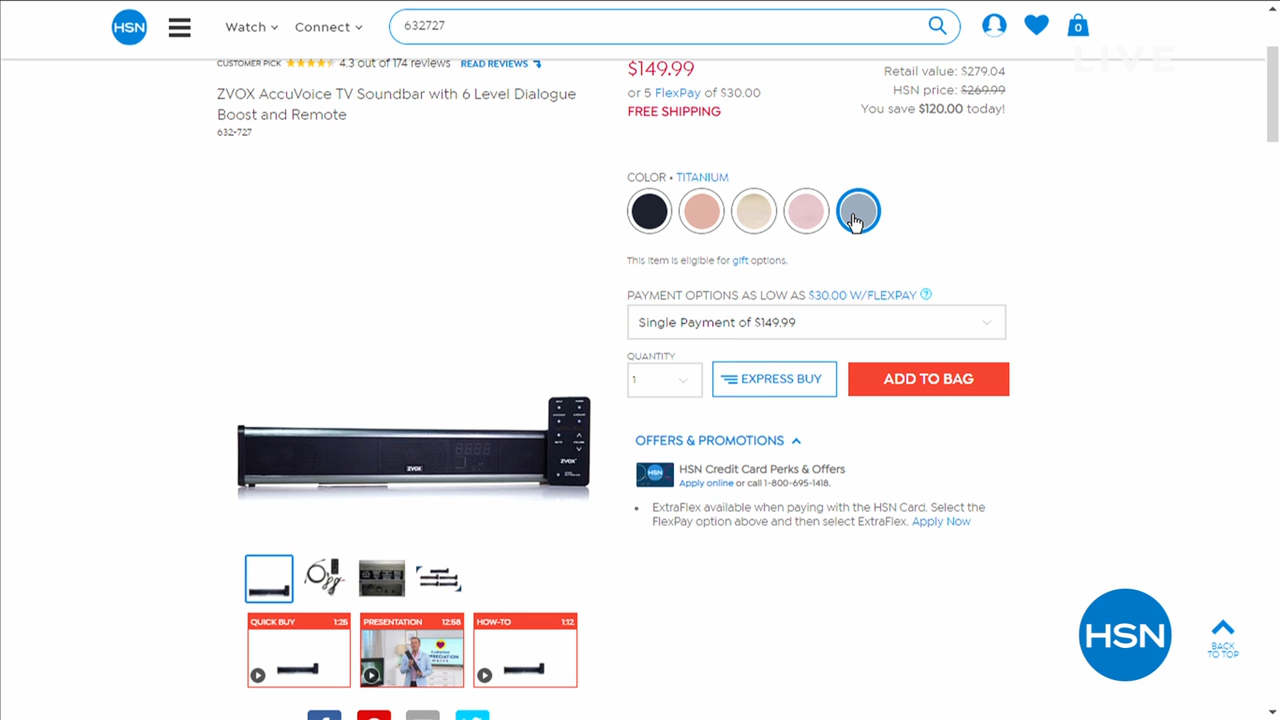 HSN
Watch
Connect
632727
0
LIVE
CUSTOMER PICK 4.3 out of 174 reviews READ REVIEWS
ZVOX AccuVoice TV Soundbar with 6 Level Dialogue
Boost and Remote
632-727
$149.99
or 5 FlexPay of $30.00
FREE SHIPPING
Retail value: $279.04
HSN price: $269.99
You save $120.00 today!
COLOR • TITANIUM
This item is eligible for gift options.
PAYMENT OPTIONS AS LOW AS $30.00 W/FLEXPAY ?
Single Payment of $149.99
QUANTITY
1
EXPRESS BUY
ADD TO BAG
OFFERS & PROMOTIONS
HSN
HSN Credit Card Perks & Offers
Apply online or call 1-800-695-1418.
• ExtraFlex available when paying with the HSN Card. Select the
FlexPay option above and then select ExtraFlex. Apply Now
ZVOX
ZVOX
QUICK BUY 1:25
PRESENTATION 12:58
HOW-TO 1:12
HSN
BACK
TO TOP